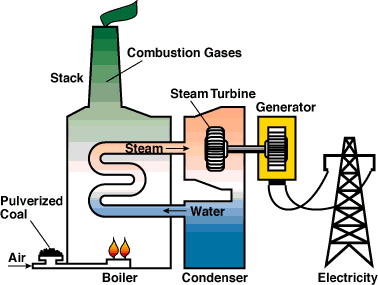 Combustion Gases
Stack
Steam Turbine
Generator
Steam
Pulverized
Coal
Water
Air
Boiler
Condenser
Electricity